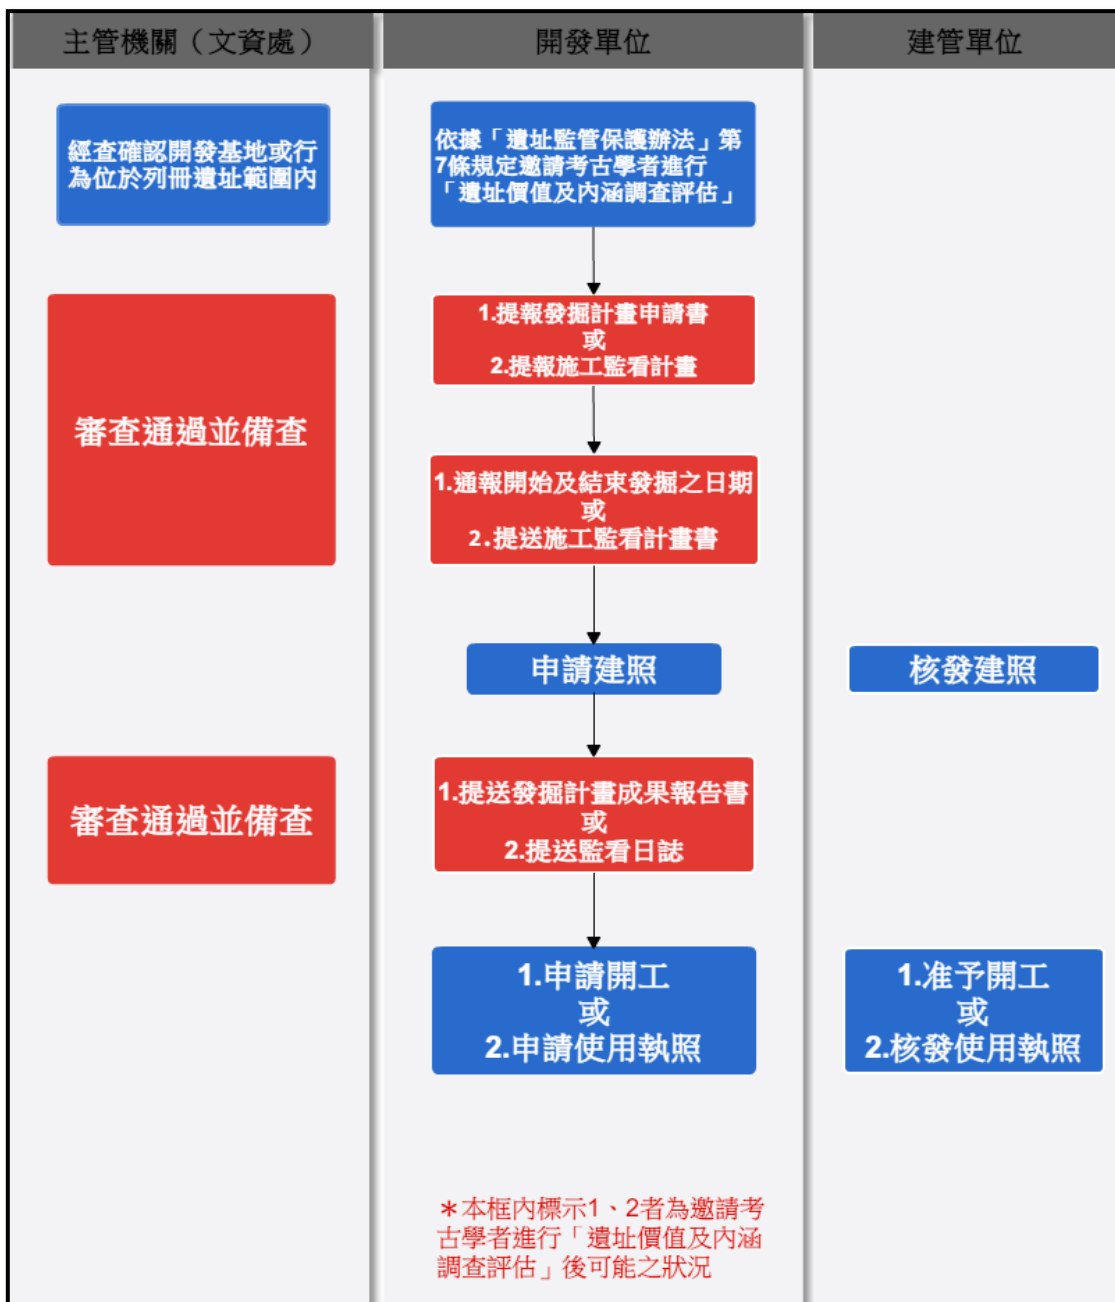 主管機關（文資處）
開發單位
建管單位
經查確認開發基地或行
為位於列冊遺址範圍內
依據「遺址監管保護辦法」第
7條規定邀請考古學者進行
「遺址價值及內涵調查評估」
審查通過並備查
1.提報發掘計畫申請書
或
2.提報施工監看計畫
1.通報開始及結束發掘之日期
或
2.提送施工監看計畫書
申請建照
核發建照
審查通過並備查
1.提送發掘計畫成果報告書
或
2.提送監看日誌
1.申請開工
或
2.申請使用執照
1.准予開工
或
2.核發使用執照
＊本框內標示1、2者為邀請考
古學者進行「遺址價值及內涵
調查評估」後可能之狀況